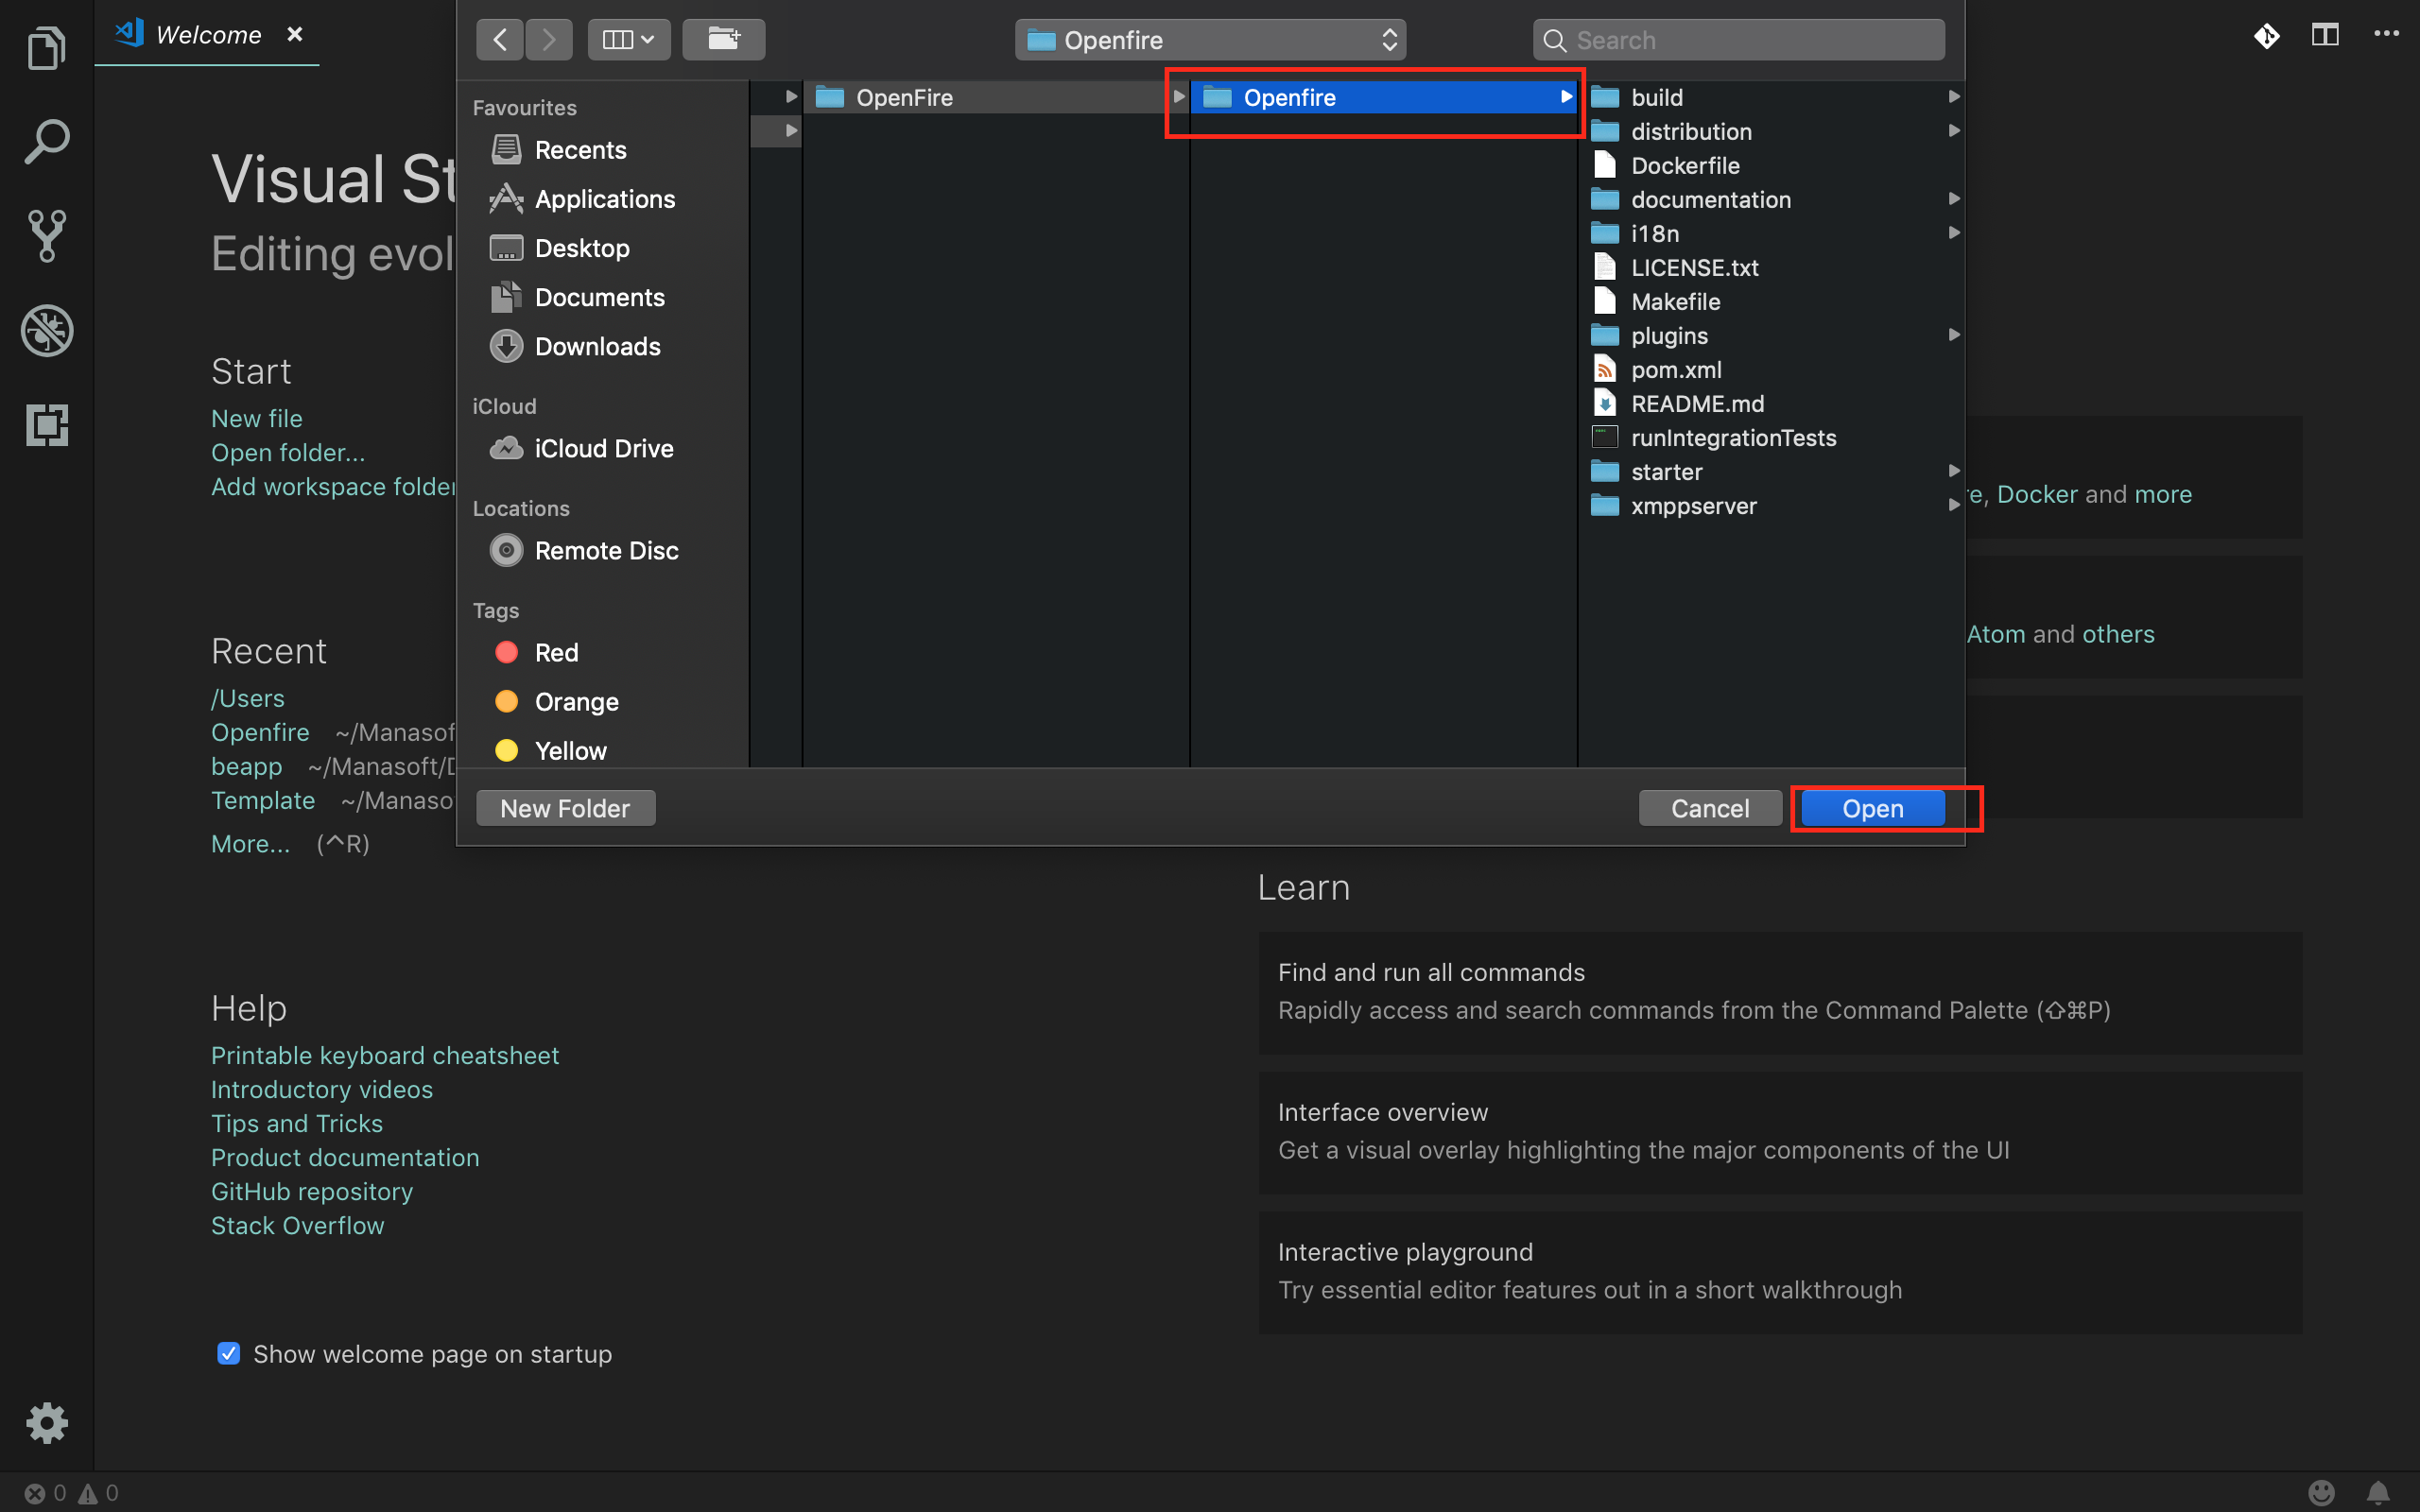 Welcome
Openfire
Search
Favourites
Recents
Applications
Desktop
Documents
Downloads
iCloud
iCloud Drive
Locations
Remote Disc
Tags
Red
Orange
Yellow
OpenFire
Openfire
build
distribution
Dockerfile
documentation
i18n
LICENSE.txt
Makefile
plugins
pom.xml
README.md
runIntegrationTests
starter
xmppserver
New Folder
Cancel
Open
Visual St
Editing evol
Start
New file
Open folder...
Add workspace folder
Recent
/Users
Openfire ~/Manasof
beapp ~/Manasoft/D
Template ~/Manaso
More... (^R)
Help
Printable keyboard cheatsheet
Introductory videos
Tips and Tricks
Product documentation
GitHub repository
Stack Overflow
Show welcome page on startup
re, Docker and more
Atom and others
Learn
Find and run all commands
Rapidly access and search commands from the Command Palette (⇧⌘P)
Interface overview
Get a visual overlay highlighting the major components of the UI
Interactive playground
Try essential editor features out in a short walkthrough
0 0